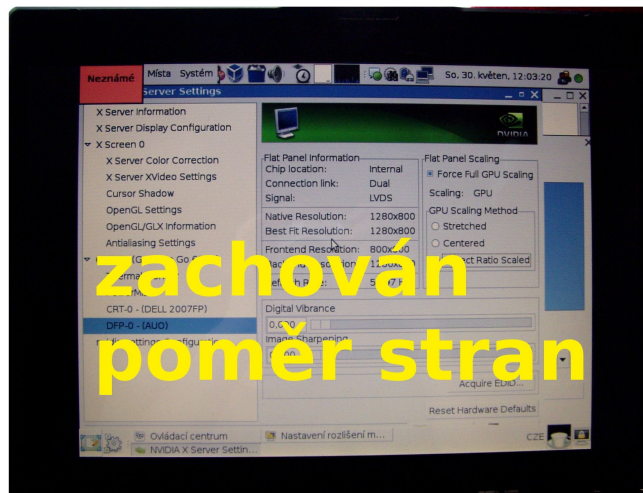 Neznámé
Místa Systém
So, 30. květen, 12:03:20
Server Settings
X Server Information
X Server Display Configuration
X Screen 0
X Server Color Correction
X Server XVideo Settings
Cursor Shadow
OpenGL Settings
OpenGL/GLX Information
Antialiasing Settings
CRT-0 - (DELL 2007FP)
DFP-0 - (AUO)
NVIDIA
Flat Panel Information
Chip location: Internal
Connection link: Dual
Signal: LVDS
Native Resolution: 1280x800
Best Fit Resolution: 1280x800
Frontend Resolution:
Flat Panel Scaling
Force Full GPU Scaling
Scaling: GPU
GPU Scaling Method
Stretched
Centered
Ratio Scaled
Digital Vibrance
Image Sharpening
Acquire EDID...
Reset Hardware Defaults
zachován
poměr stran
Ovládací centrum
Nastavení rozlišení m...
CZE
NVIDIA X Server Settin...